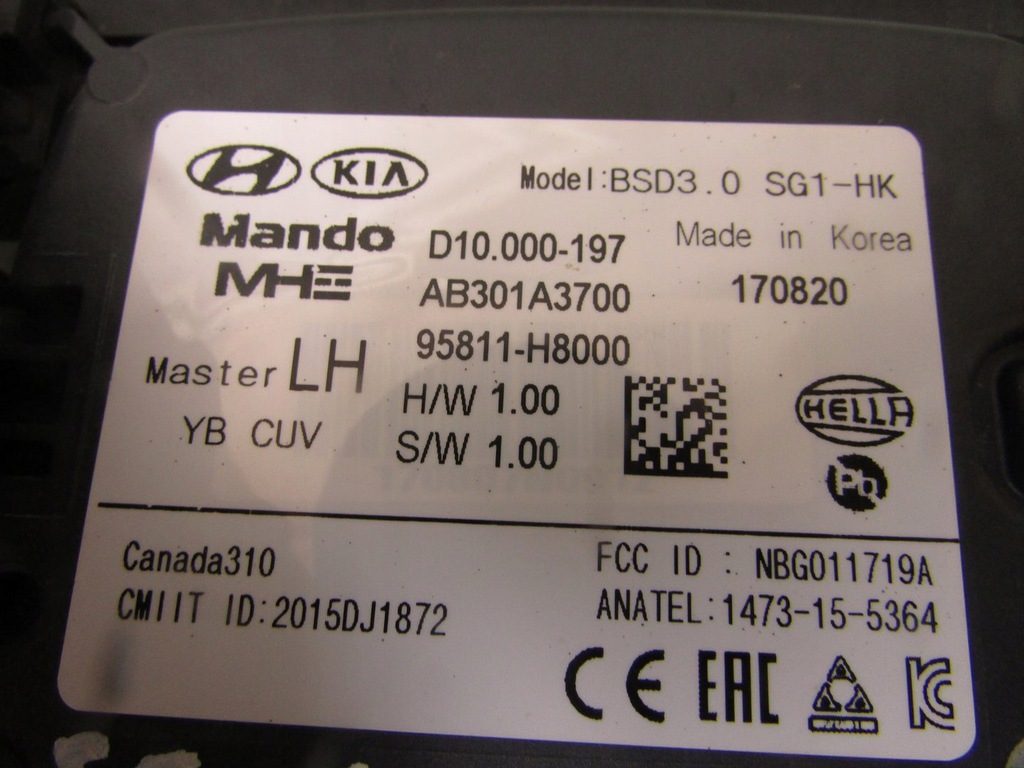 KIA Model:BSD3.0 SG1-HK
Mando D10.000-197 Made in Korea
MHE AB301A3700 170820
95811-H8000
Master LH
H/W 1.00
YB CUV
S/W 1.00
HELLA
Pb
Canada310 FCC ID : NBG011719A
CMIIT ID:2015DJ1872 ANATEL:1473-15-5364
CE EAC KC